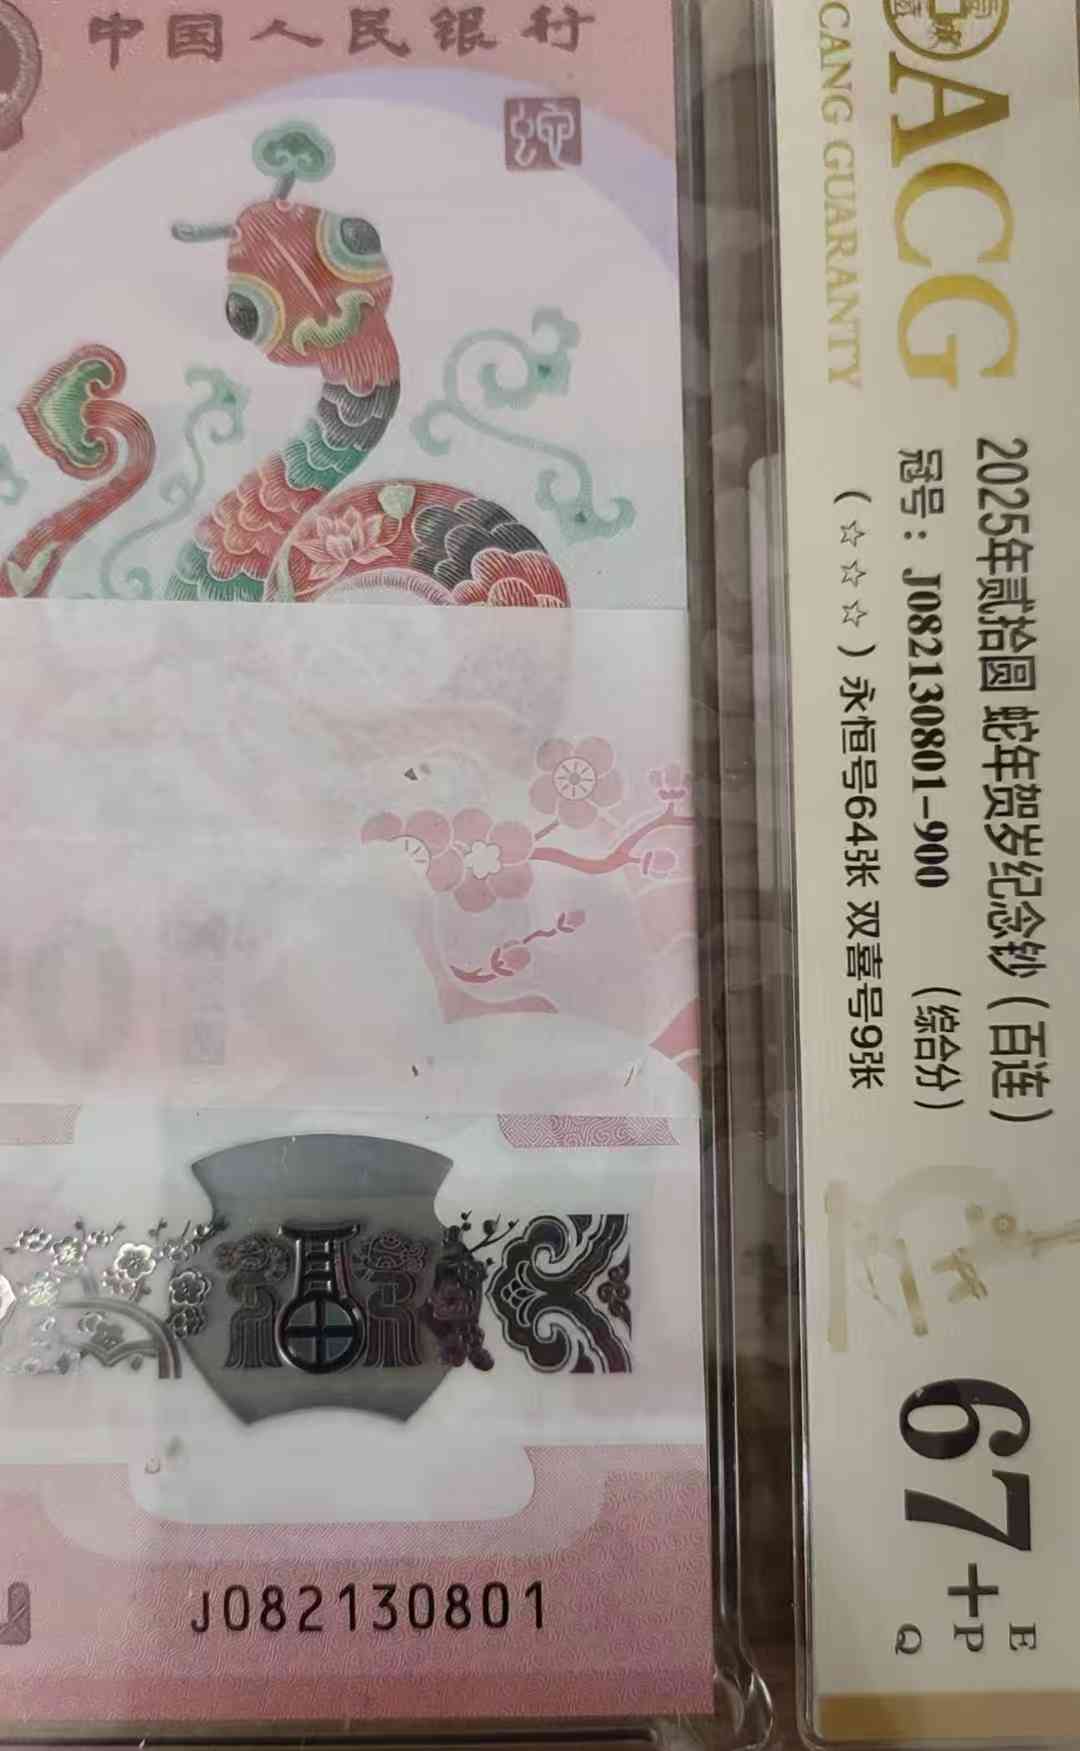 中国人民银行
J082130801
ACG
CANG GUARANTY
2025年贰拾圆 蛇年贺岁纪念钞（百连）
冠号：J082130801-900 （综合分）
（☆☆☆）永恒号64张 双喜号9张
67+
E
P
Q